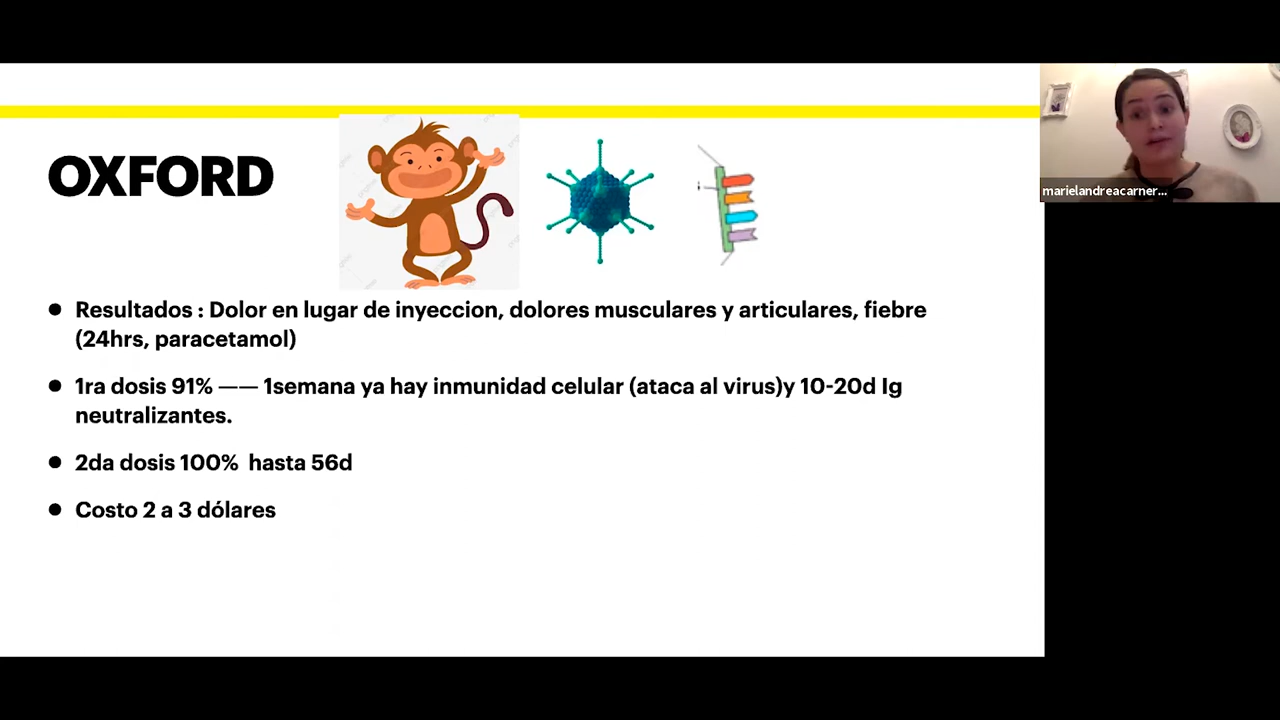 OXFORD
marielandreacarner...
● Resultados : Dolor en lugar de inyeccion, dolores musculares y articulares, fiebre
(24hrs, paracetamol)
● 1ra dosis 91% —— 1semana ya hay inmunidad celular (ataca al virus)y 10-20d Ig
neutralizantes.
● 2da dosis 100%  hasta 56d
● Costo 2 a 3 dólares